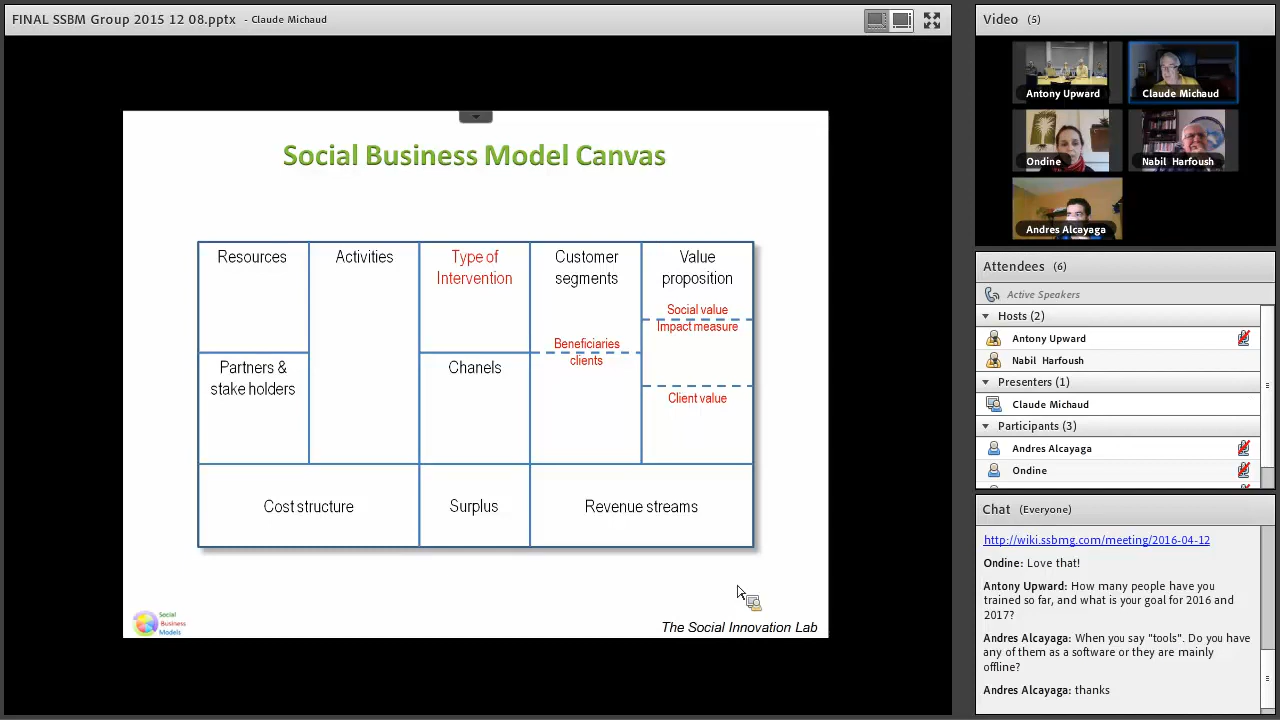 FINAL SSBM Group 2015 12 08.pptx - Claude Michaud
Social Business Model Canvas
Resources
Activities
Type of
Intervention
Customer
segments
Value
proposition
Social value
Impact measure
Beneficiaries
clients
Partners &
stake holders
Chanels
Client value
Cost structure
Surplus
Revenue streams
Social
Business
Models
The Social Innovation Lab
Video (5)
Antony Upward
Claude Michaud
Ondine
Nabil Harfoush
Andres Alcayaga
Attendees (6)
Active Speakers
Hosts (2)
Antony Upward
Nabil Harfoush
Presenters (1)
Claude Michaud
Participants (3)
Andres Alcayaga
Ondine
Chat (Everyone)
http://wiki.ssbmg.com/meeting/2016-04-12
Ondine: Love that!
Antony Upward: How many people have you
trained so far, and what is your goal for 2016 and
2017?
Andres Alcayaga: When you say "tools". Do you have
any of them as a software or they are mainly
offline?
Andres Alcayaga: thanks